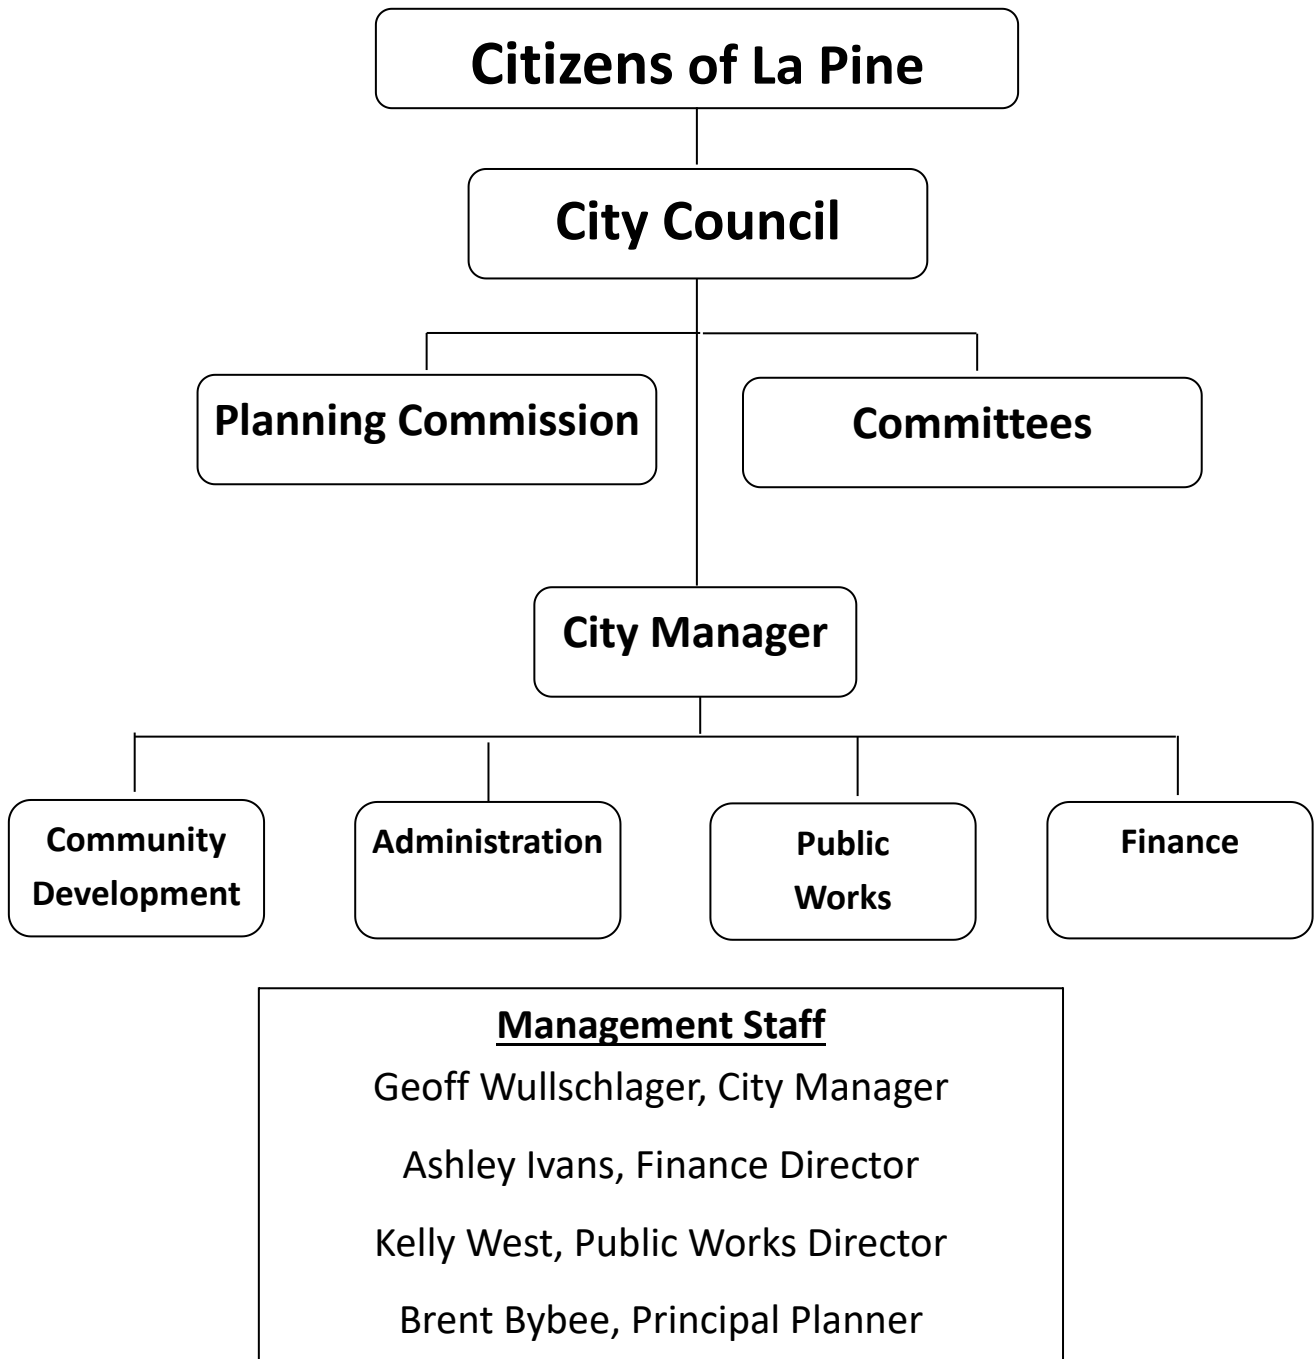 Citizens of La Pine
City Council
Planning Commission
Committees
City Manager
Community
Development
Administration
Public
Works
Finance
Management Staff
Geoff Wullschlager, City Manager
Ashley Ivans, Finance Director
Kelly West, Public Works Director
Brent Bybee, Principal Planner